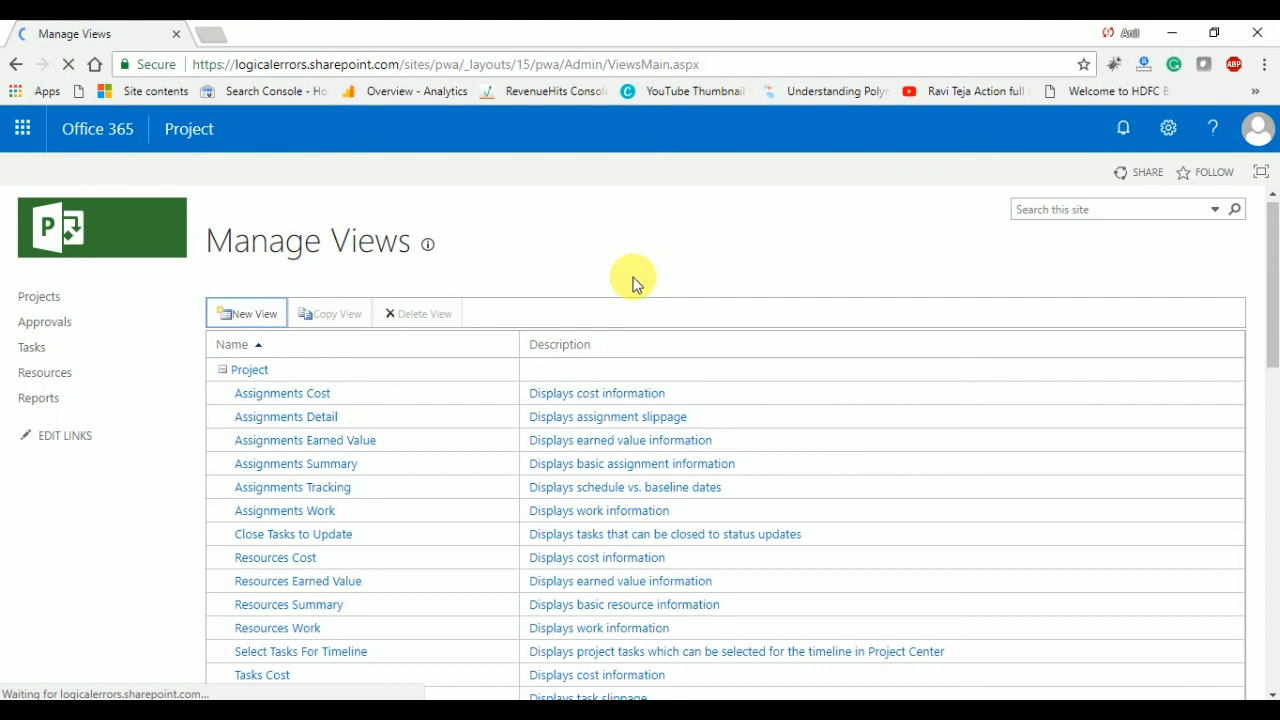 Manage Views
Anil
Secure https://logicalerrors.sharepoint.com/sites/pwa/_layouts/15/pwa/Admin/ViewsMain.aspx
Apps Site contents Search Console - Ho Overview - Analytics RevenueHits Consol YouTube Thumbnail Understanding Poly Ravi Teja Action full Welcome to HDFC B »
ABP
Office 365 Project
SHARE FOLLOW
Search this site
P
Manage Views
Projects
Approvals
Tasks
Resources
Reports
EDIT LINKS
New View Copy View Delete View
Name Description
Project
Assignments Cost Displays cost information
Assignments Detail Displays assignment slippage
Assignments Earned Value Displays earned value information
Assignments Summary Displays basic assignment information
Assignments Tracking Displays schedule vs. baseline dates
Assignments Work Displays work information
Close Tasks to Update Displays tasks that can be closed to status updates
Resources Cost Displays cost information
Resources Earned Value Displays earned value information
Resources Summary Displays basic resource information
Resources Work Displays work information
Select Tasks For Timeline Displays project tasks which can be selected for the timeline in Project Center
Tasks Cost Displays cost information
Displays task slippage
Waiting for logicalerrors.sharepoint.com...